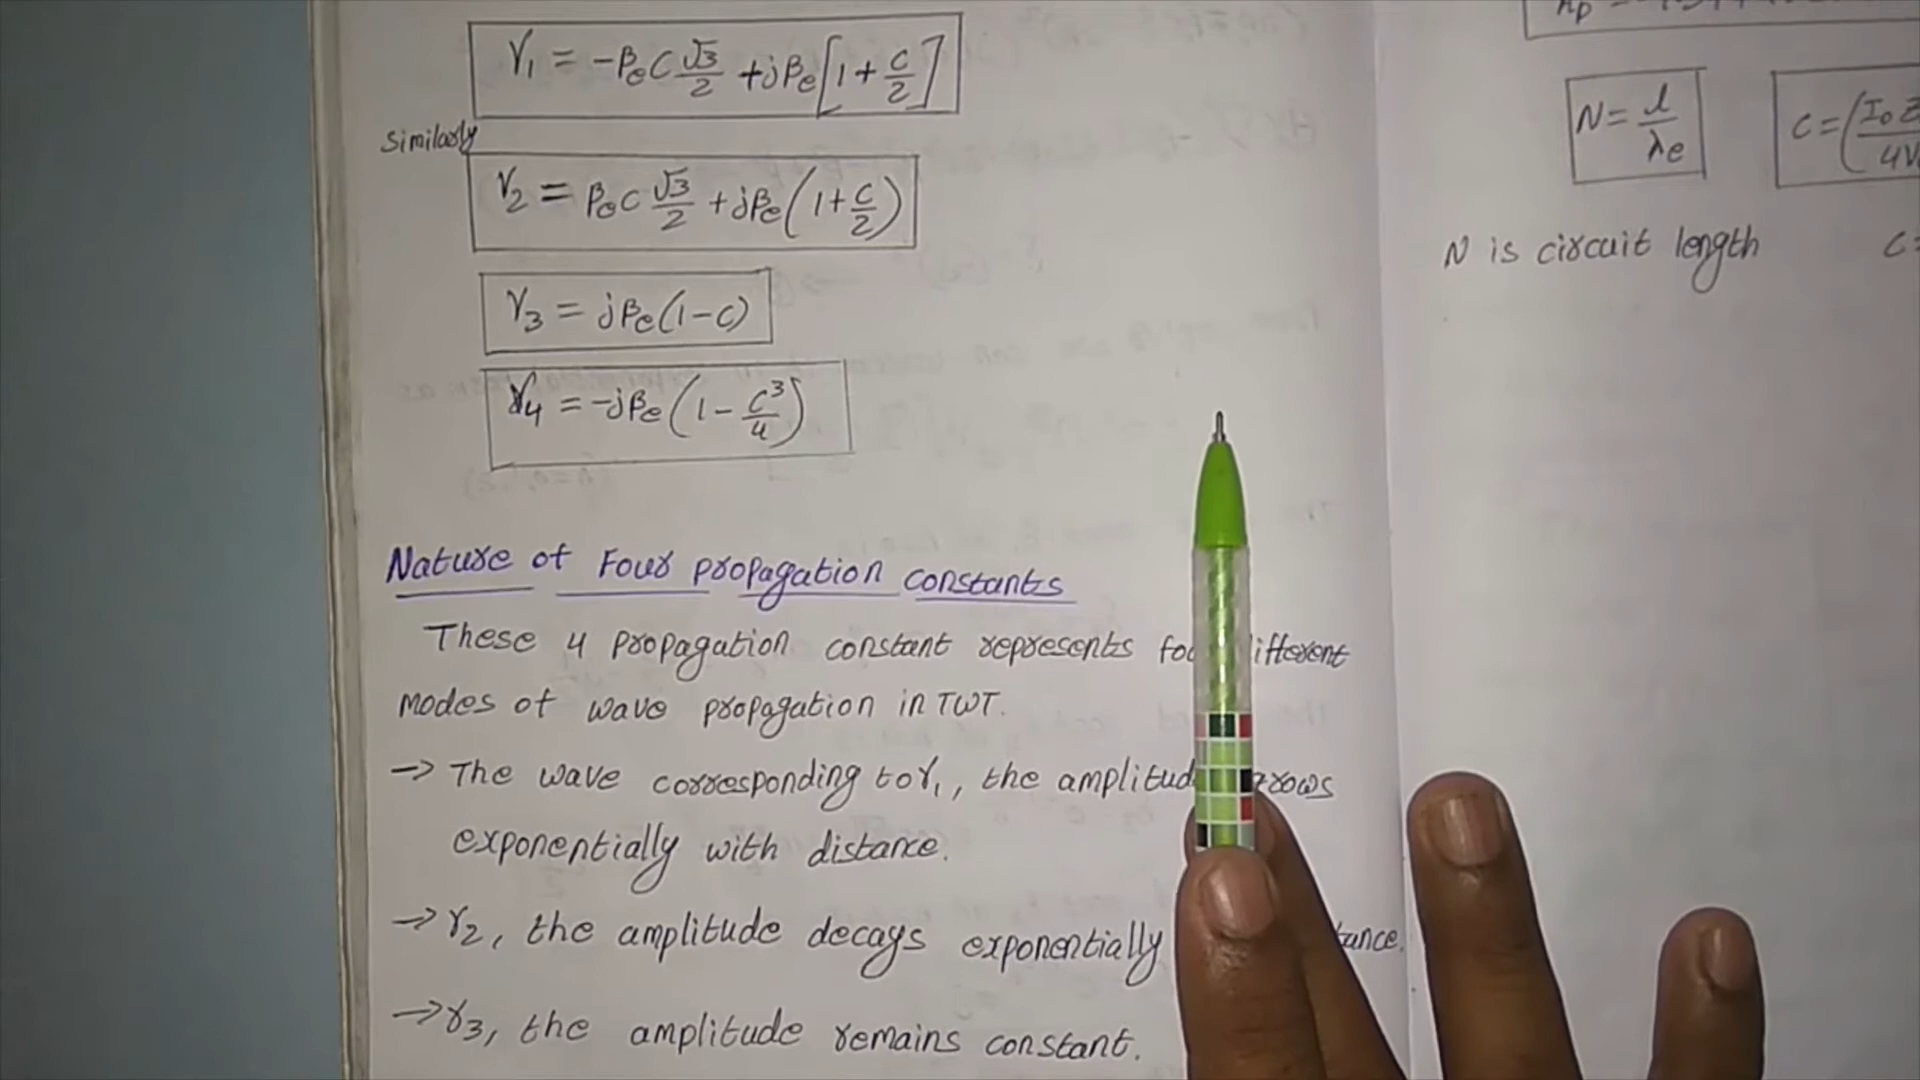 γ₁ = -βₑC √3/2 + jβₑ[1 + C/2]
Similarly
γ₂ = βₑC √3/2 + jβₑ(1 + C/2)
γ₃ = jβₑ(1-C)
γ₄ = -jβₑ(1 - C³/4)
Nature of Four propagation constants
These 4 propagation constant represents
modes of wave propagation in TWT.
→ The wave corresponding to γ₁, the
exponentially with distance.
→ γ₂, the amplitude decays exponentially
→ γ₃, the amplitude remains constant.
N = l/λe
C = (I₀
N is circuit length